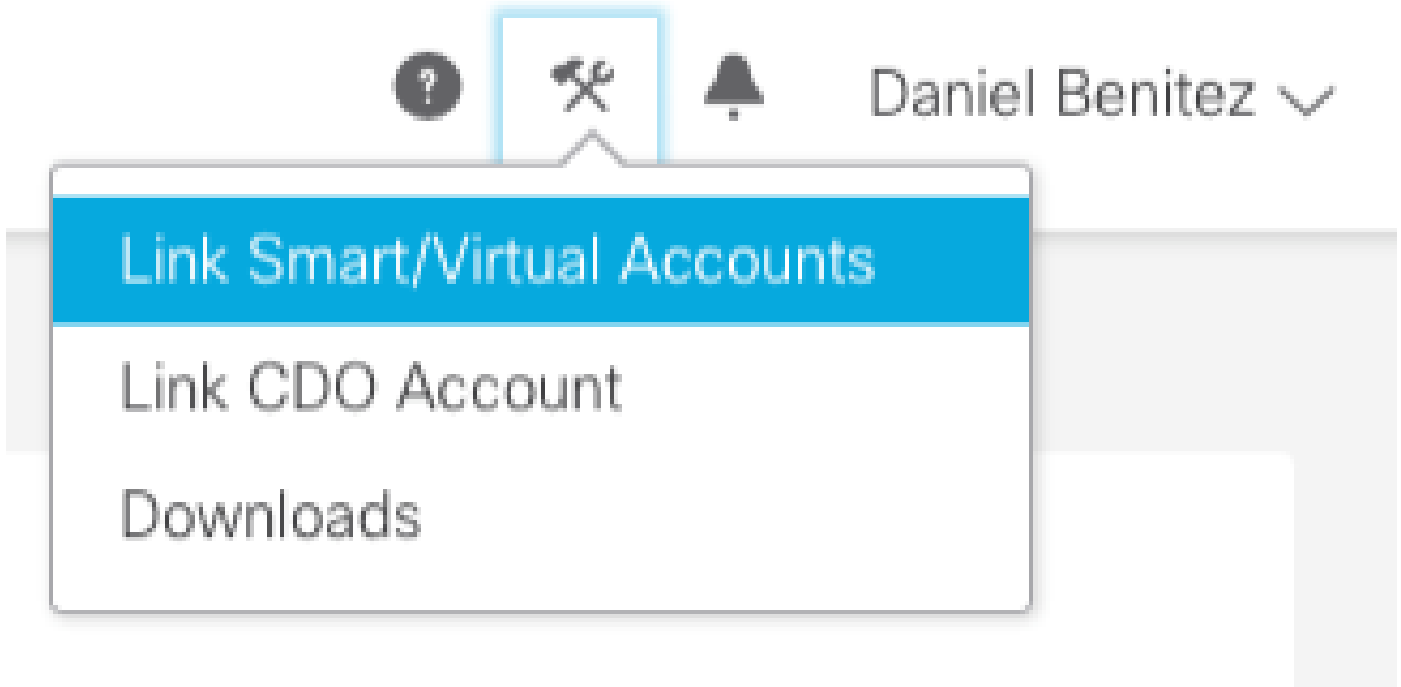 ?
Daniel Benitez
Link Smart/Virtual Accounts
Link CDO Account
Downloads